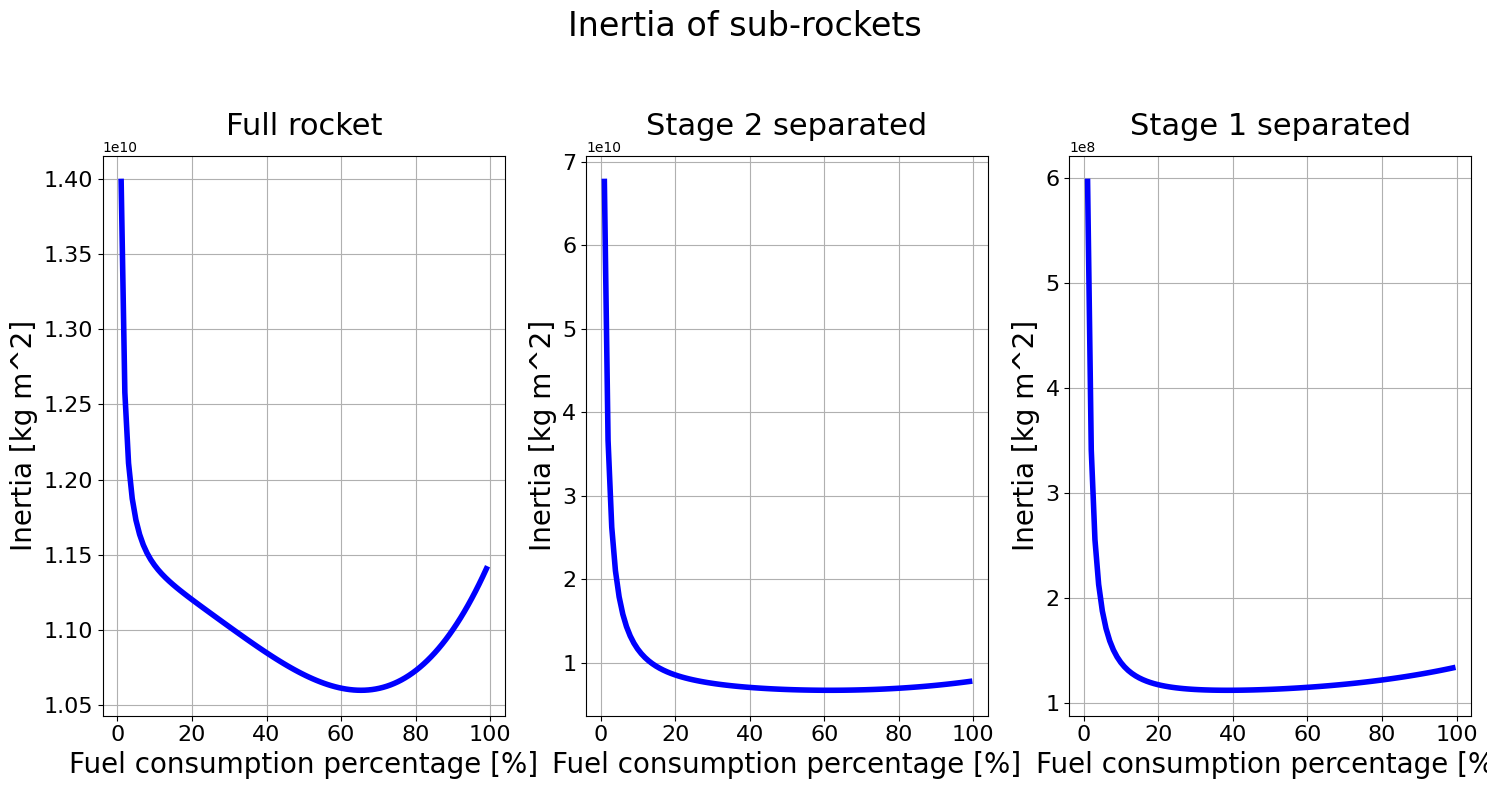 Inertia of sub-rockets
Full rocket
1e10
1.40
1.35
1.30
1.25
1.20
1.15
1.10
1.05
Inertia [kg m^2]
0 20 40 60 80 100
Fuel consumption percentage [%]
Stage 2 separated
1e10
7
6
5
4
3
2
1
Inertia [kg m^2]
0 20 40 60 80 100
Fuel consumption percentage [%]
Stage 1 separated
1e8
6
5
4
3
2
1
Inertia [kg m^2]
0 20 40 60 80 100
Fuel consumption percentage [%